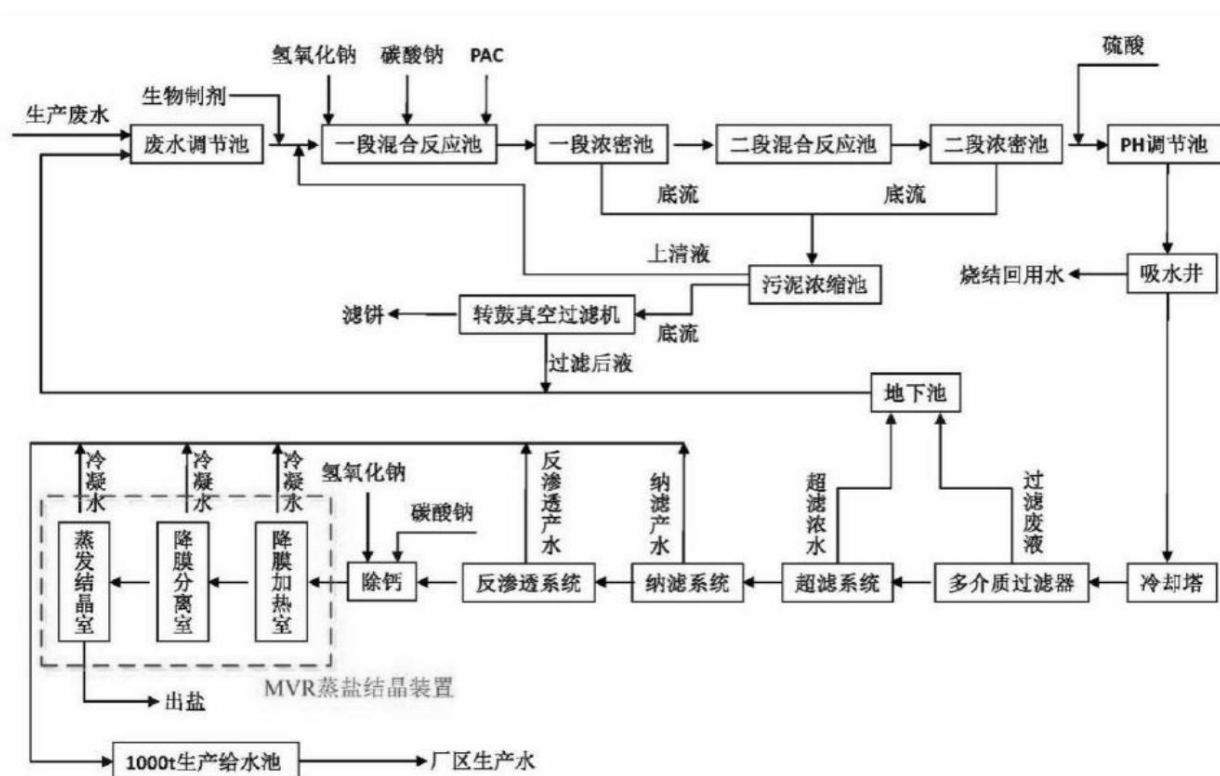 氢氧化钠
碳酸钠
PAC
硫酸
生物制剂
生产废水
废水调节池
一段混合反应池
一段浓密池
二段混合反应池
二段浓密池
PH调节池
底流
底流
上清液
污泥浓缩池
烧结回用水
吸水井
滤饼
转鼓真空过滤机
底流
过滤后液
地下池
冷凝水
冷凝水
冷凝水
氢氧化钠
反渗透产水
纳滤产水
超滤浓水
过滤废液
碳酸钠
蒸发结晶室
降膜分离室
降膜加热室
除钙
反渗透系统
纳滤系统
超滤系统
多介质过滤器
冷却塔
MVR蒸盐结晶装置
出盐
1000t生产给水池
厂区生产水